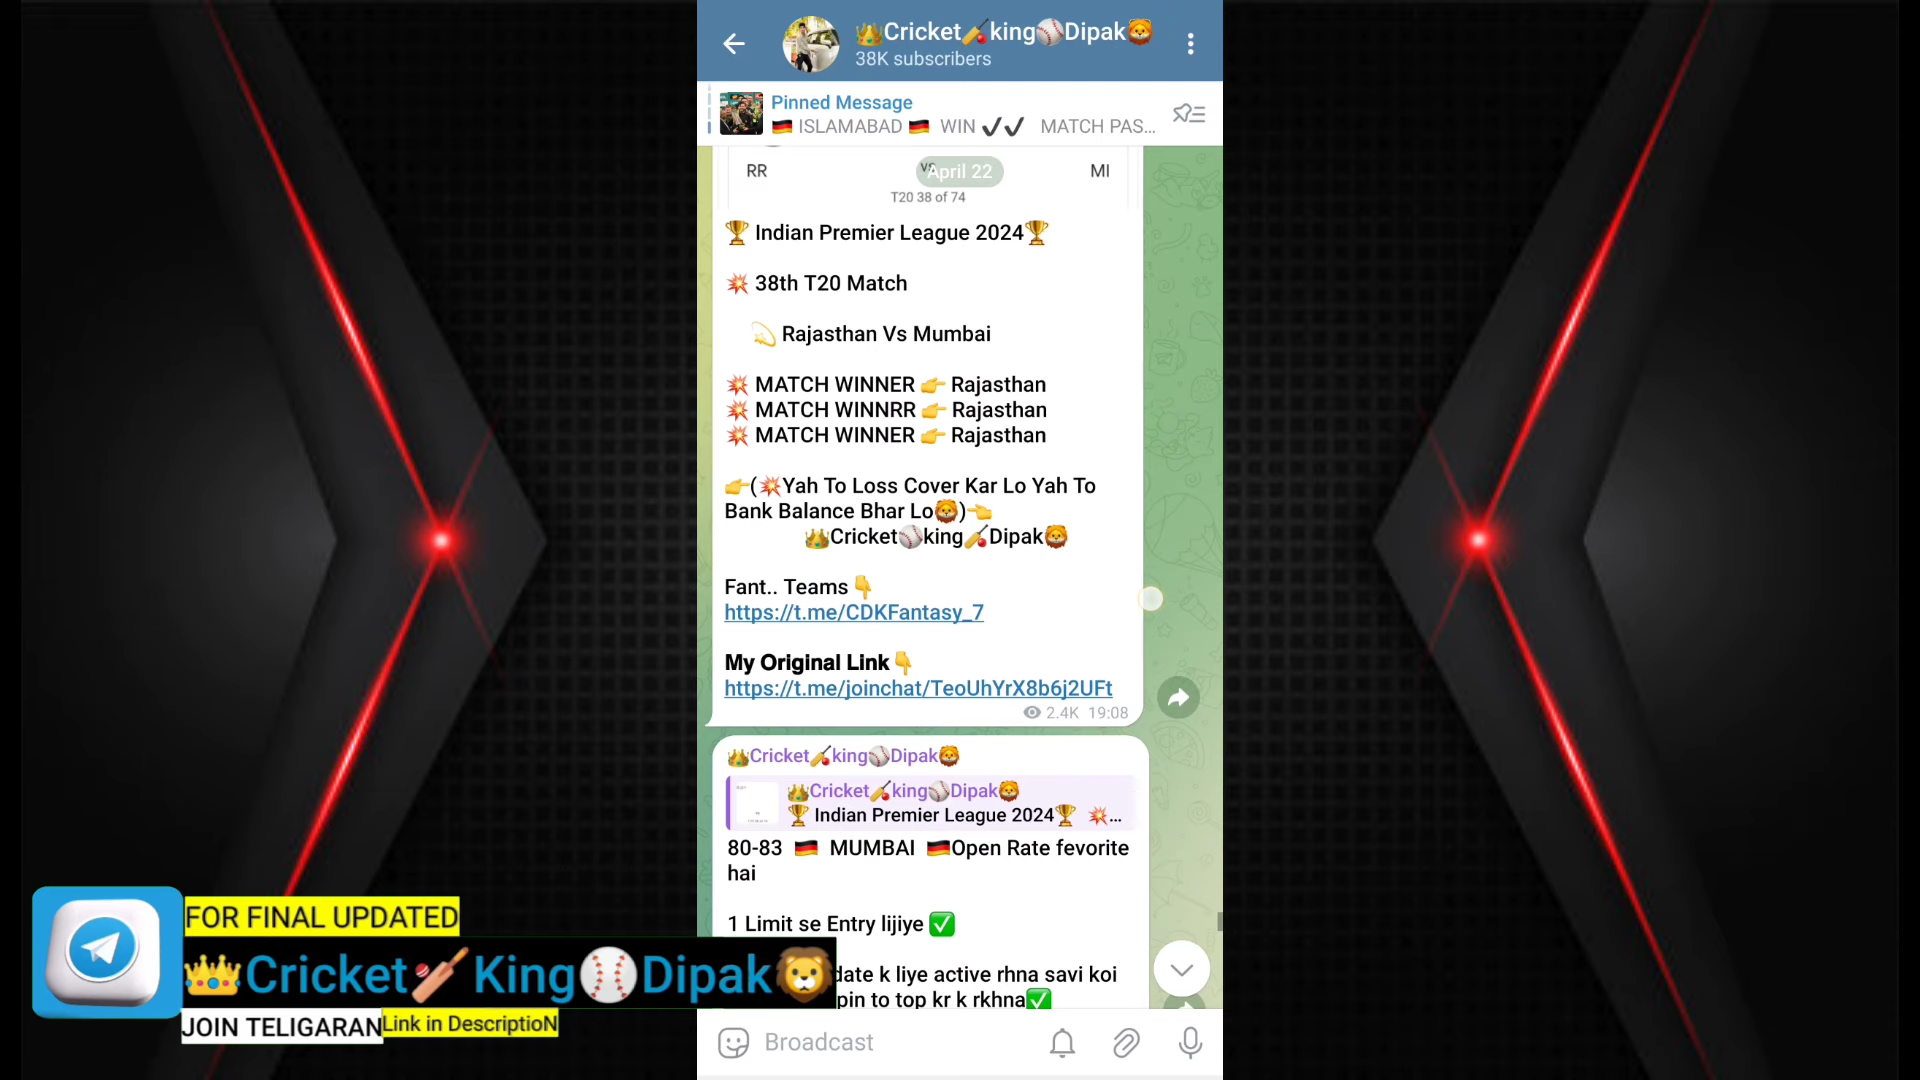 👑Cricket🏏king⚾Dipak🦁
38K subscribers
Pinned Message
🇩🇪 ISLAMABAD 🇩🇪 WIN ✔✔ MATCH PAS...
RR
VS
MI
April 22
T20 38 of 74
🏆 Indian Premier League 2024🏆
💥 38th T20 Match
💫 Rajasthan Vs Mumbai
💥 MATCH WINNER 👉 Rajasthan
💥 MATCH WINNRR 👉 Rajasthan
💥 MATCH WINNER 👉 Rajasthan
👉(💥Yah To Loss Cover Kar Lo Yah To
Bank Balance Bhar Lo🦁)👈
👑Cricket⚾king🏏Dipak🦁
Fant.. Teams👇
https://t.me/CDKFantasy_7
My Original Link👇
https://t.me/joinchat/TeoUhYrX8b6j2UFt
2.4K 19:08
👑Cricket🏏king⚾Dipak🦁
👑Cricket🏏king⚾Dipak🦁
🏆 Indian Premier League 2024🏆 💥...
80-83 🇩🇪 MUMBAI 🇩🇪Open Rate fevorite
hai
1 Limit se Entry lijiye ✅
date k liye active rhna savi koi
pin to top kr k rkhna✅
Broadcast
FOR FINAL UPDATED
👑Cricket🏏King⚾Dipak🦁
JOIN TELIGARAN
Link in DescriptioN